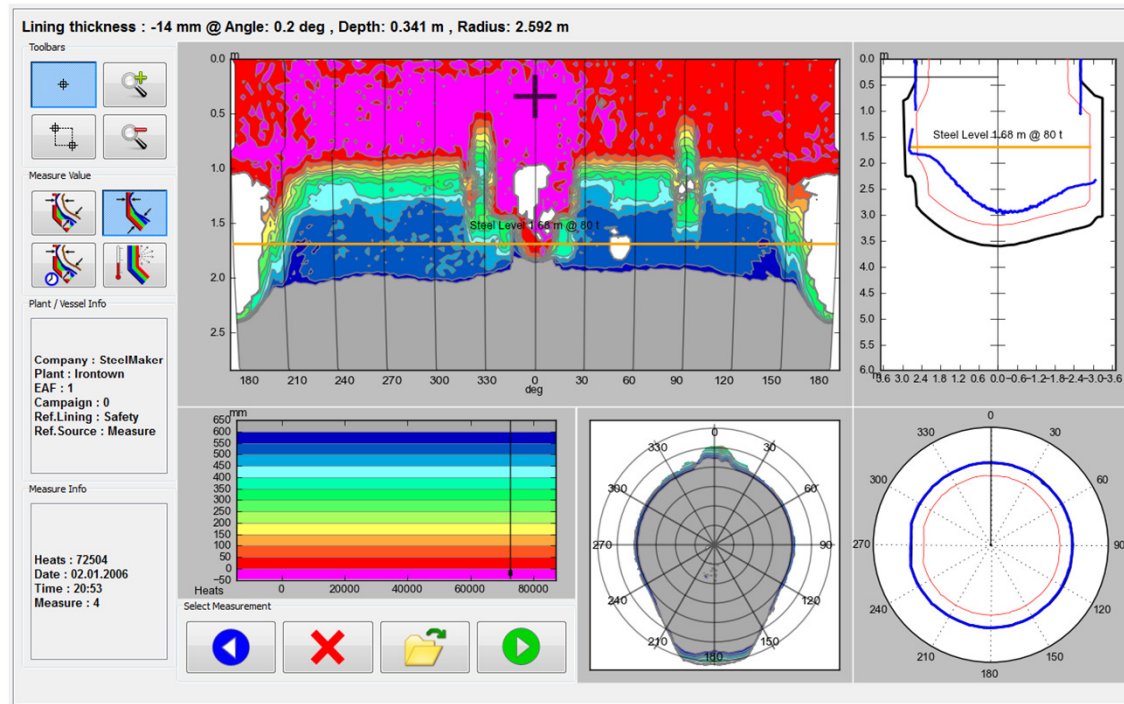 Lining thickness : -14 mm @ Angle: 0.2 deg , Depth: 0.341 m , Radius: 2.592 m
Toolbars
Measure Value
Plant / Vessel Info
Company : SteelMaker
Plant : Irontown
EAF : 1
Campaign : 0
Ref.Lining : Safety
Ref.Source : Measure
Measure Info
Heats : 72504
Date : 02.01.2006
Time : 20:53
Measure : 4
0.0 m
0.5
1.0
1.5
2.0
2.5
Steel Level 1.68 m @ 80 t
180 210 240 270 300 330 0 30 60 90 120 150 180
deg
0.0 m
0.5
1.0
1.5
2.0
2.5
3.0
3.5
4.0
4.5
5.0
5.5
6.0
m
Steel Level 1.68 m @ 80 t
3.6 3.0 2.4 1.8 1.2 0.6 0.0 -0.6 -1.2 -1.8 -2.4 -3.0 -3.6
mm
650
600
550
500
450
400
350
300
250
200
150
100
50
0
-50
Heats 0 20000 40000 60000 80000
Select Measurement
0
330 30
300 60
270 90
240 120
210 150
180
0
330 30
300 60
270 90
240 120
210 150
180